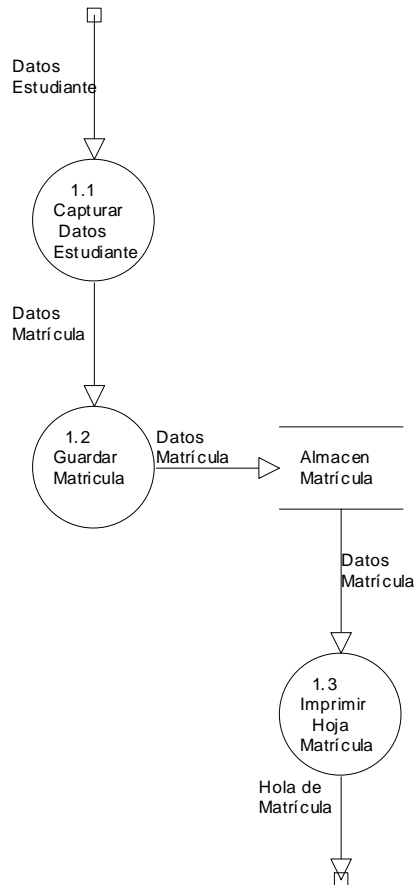 Datos
Estudiante
1.1
Capturar
Datos
Estudiante
Datos
Matrícula
1.2
Guardar
Matricula
Datos
Matrícula
Almacen
Matrícula
Datos
Matrícula
1.3
Imprimir
Hoja
Matrícula
Hola de
Matrícula